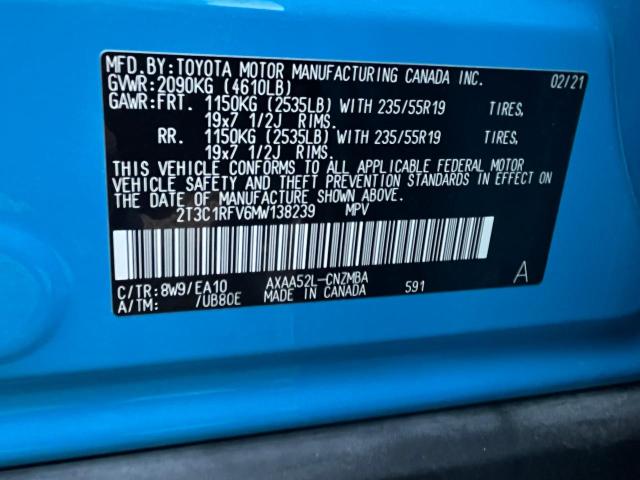 MFD.BY:TOYOTA MOTOR MANUFACTURING CANADA INC. 02/21
GVWR:2090KG (4610LB)
GAWR:FRT. 1150KG (2535LB) WITH 235/55R19 TIRES,
19x7 1/2J RIMS.
RR. 1150KG (2535LB) WITH 235/55R19 TIRES,
19x7 1/2J RIMS.
THIS VEHICLE CONFORMS TO ALL APPLICABLE FEDERAL MOTOR
VEHICLE SAFETY AND THEFT PREVENTION STANDARDS IN EFFECT
ON THE DATE OF MANUFACTURE SHOWN ABOVE.
2T3C1RFV6MW138239 MPV
C/TR: 8W9/EA10 AXAA52L-CNZMBA A
A/TM: /UB80E MADE IN CANADA 591